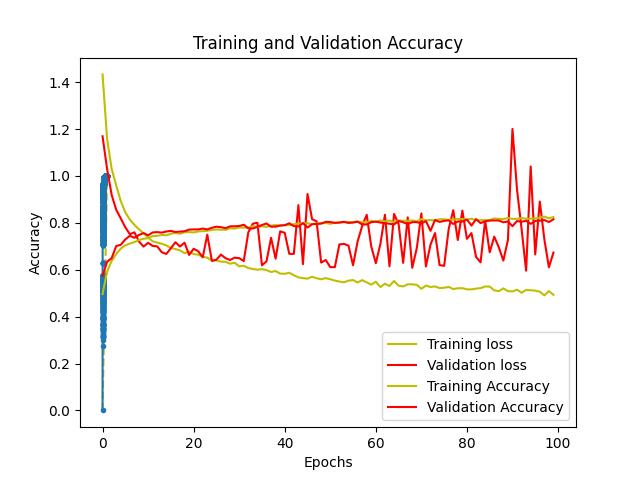 Training and Validation Accuracy
1.4
1.2
1.0
0.8
0.6
0.4
0.2
0.0
Accuracy
0
20
40
60
80
100
Epochs
Training loss
Validation loss
Training Accuracy
Validation Accuracy